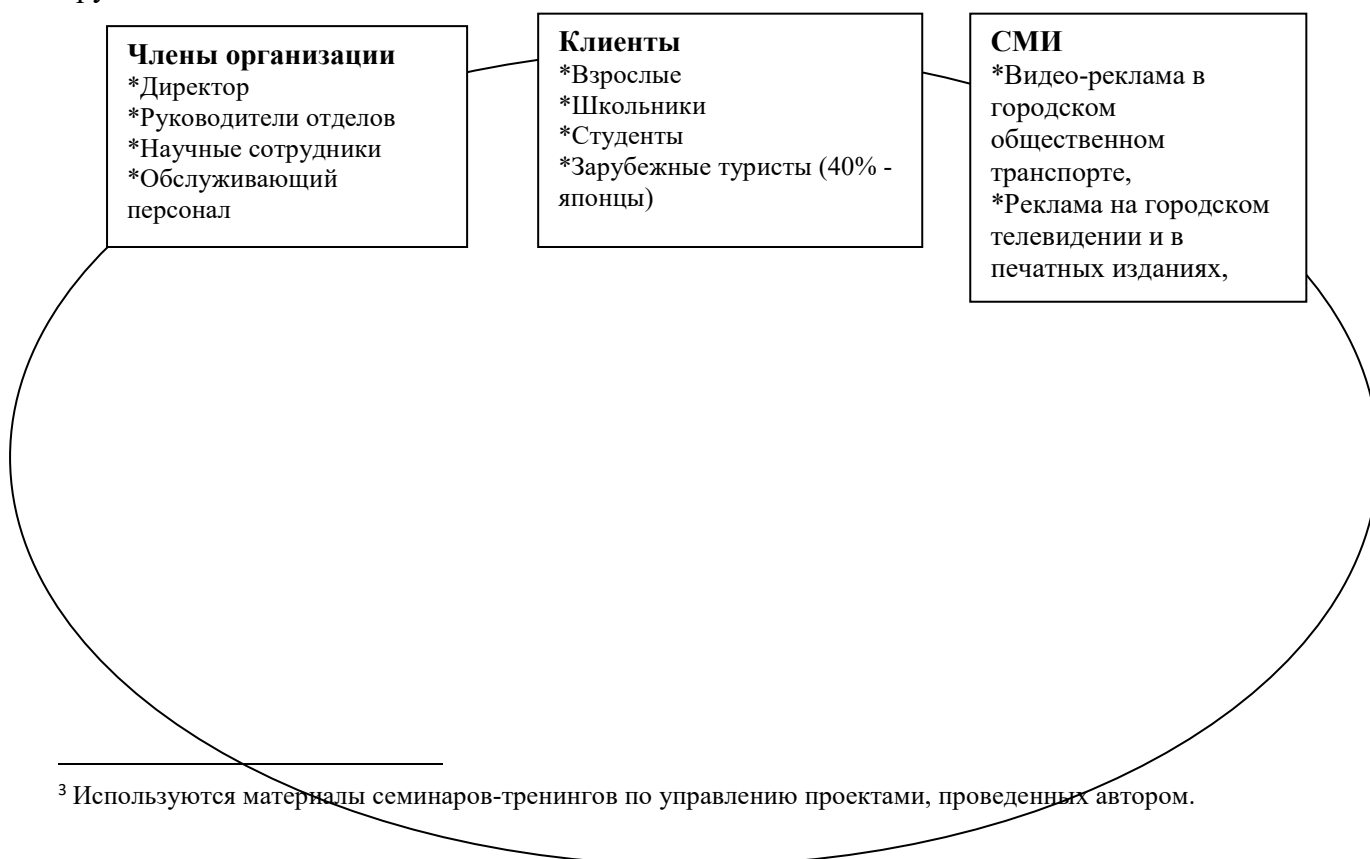 Члены организации
*Директор
*Руководители отделов
*Научные сотрудники
*Обслуживающий
персонал
Клиенты
*Взрослые
*Школьники
*Студенты
*Зарубежные туристы (40% -
японцы)
СМИ
*Видео-реклама в
городском
общественном
транспорте,
*Реклама на городском
телевидении и в
печатных изданиях,
³ Используются материалы семинаров-тренингов по управлению проектами, проведенных автором.